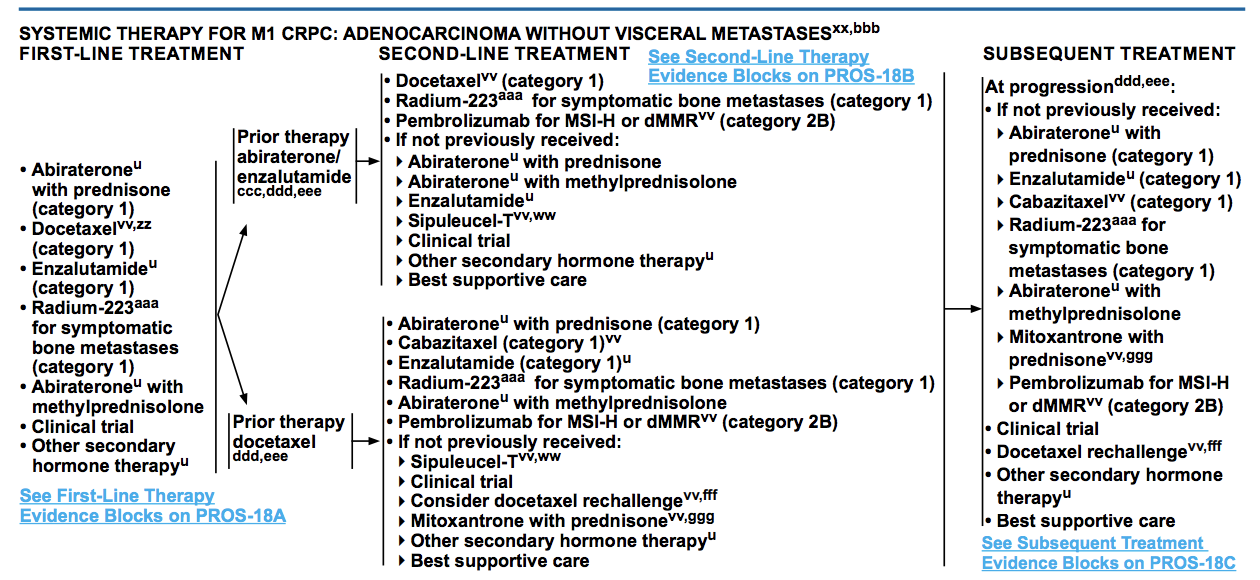 SYSTEMIC THERAPY FOR M1 CRPC: ADENOCARCINOMA WITHOUT VISCERAL METASTASESxx,bbb
FIRST-LINE TREATMENT
• Abirateroneu
with prednisone
(category 1)
• Docetaxelvv,zz
(category 1)
• Enzalutamideu
(category 1)
• Radium-223aaa
for symptomatic
bone metastases
(category 1)
• Abirateroneu with
methylprednisolone
• Clinical trial
• Other secondary
hormone therapyu
See First-Line Therapy
Evidence Blocks on PROS-18A
Prior therapy
abiraterone/
enzalutamide
ccc,ddd,eee
Prior therapy
docetaxel
ddd,eee
SECOND-LINE TREATMENT
See Second-Line Therapy
Evidence Blocks on PROS-18B
• Docetaxelvv (category 1)
• Radium-223aaa for symptomatic bone metastases (category 1)
• Pembrolizumab for MSI-H or dMMRvv (category 2B)
• If not previously received:
Abirateroneu with prednisone
Abirateroneu with methylprednisolone
Enzalutamideu
Sipuleucel-Tvv,ww
Clinical trial
Other secondary hormone therapyu
Best supportive care
• Abirateroneu with prednisone (category 1)
• Cabazitaxel (category 1)vv
• Enzalutamide (category 1)u
• Radium-223aaa for symptomatic bone metastases (category 1)
• Abirateroneu with methylprednisolone
• Pembrolizumab for MSI-H or dMMRvv (category 2B)
• If not previously received:
Sipuleucel-Tvv,ww
Clinical trial
Consider docetaxel rechallengevv,fff
Mitoxantrone with prednisonevv,ggg
Other secondary hormone therapyu
Best supportive care
SUBSEQUENT TREATMENT
At progressionddd,eee:
• If not previously received:
Abirateroneu with
prednisone (category 1)
Enzalutamideu (category 1)
Cabazitaxelvv (category 1)
Radium-223aaa for
symptomatic bone
metastases (category 1)
Abirateroneu with
methylprednisolone
Mitoxantrone with
prednisonevv,ggg
Pembrolizumab for MSI-H
or dMMRvv (category 2B)
• Clinical trial
• Docetaxel rechallengevv,fff
• Other secondary hormone
therapyu
• Best supportive care
See Subsequent Treatment
Evidence Blocks on PROS-18C